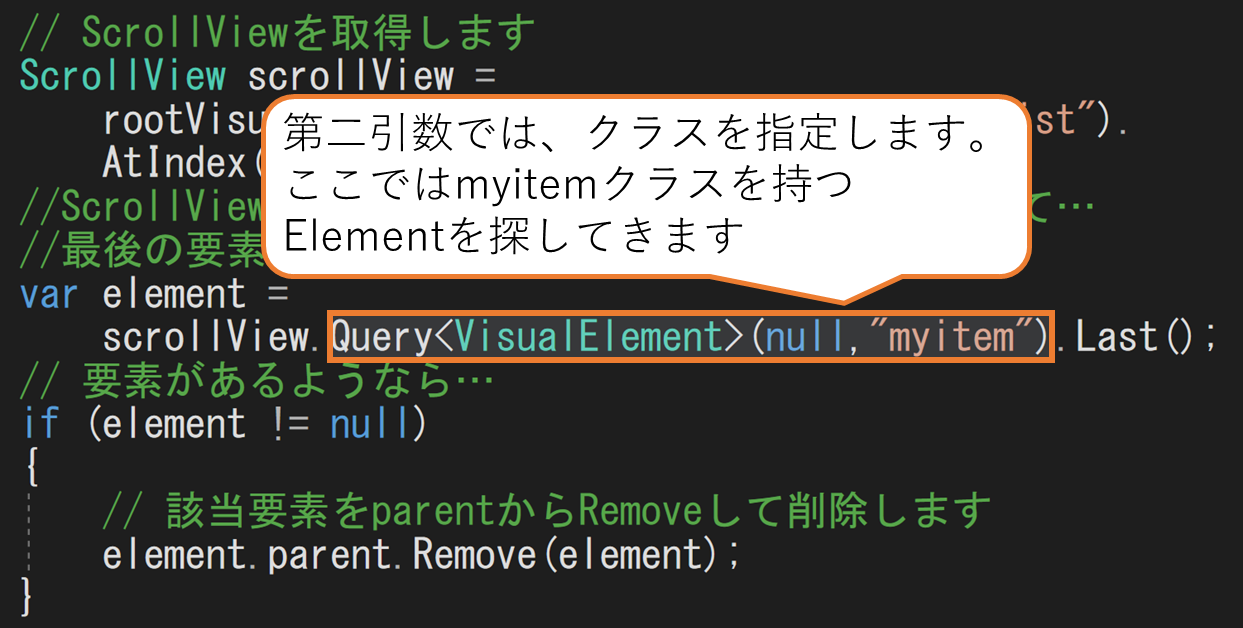 // ScrollViewを取得します
ScrollView scrollView =
rootVisu
st").
AtIndex(
//ScrollView
て…
//最後の要素
第二引数では、クラスを指定します。
ここではmyitemクラスを持つ
Elementを探してきます
var element =
scrollView.Query<VisualElement>(null,"myitem").Last();
// 要素があるようなら…
if (element != null)
{
// 該当要素をparentからRemoveして削除します
element.parent.Remove(element);
}